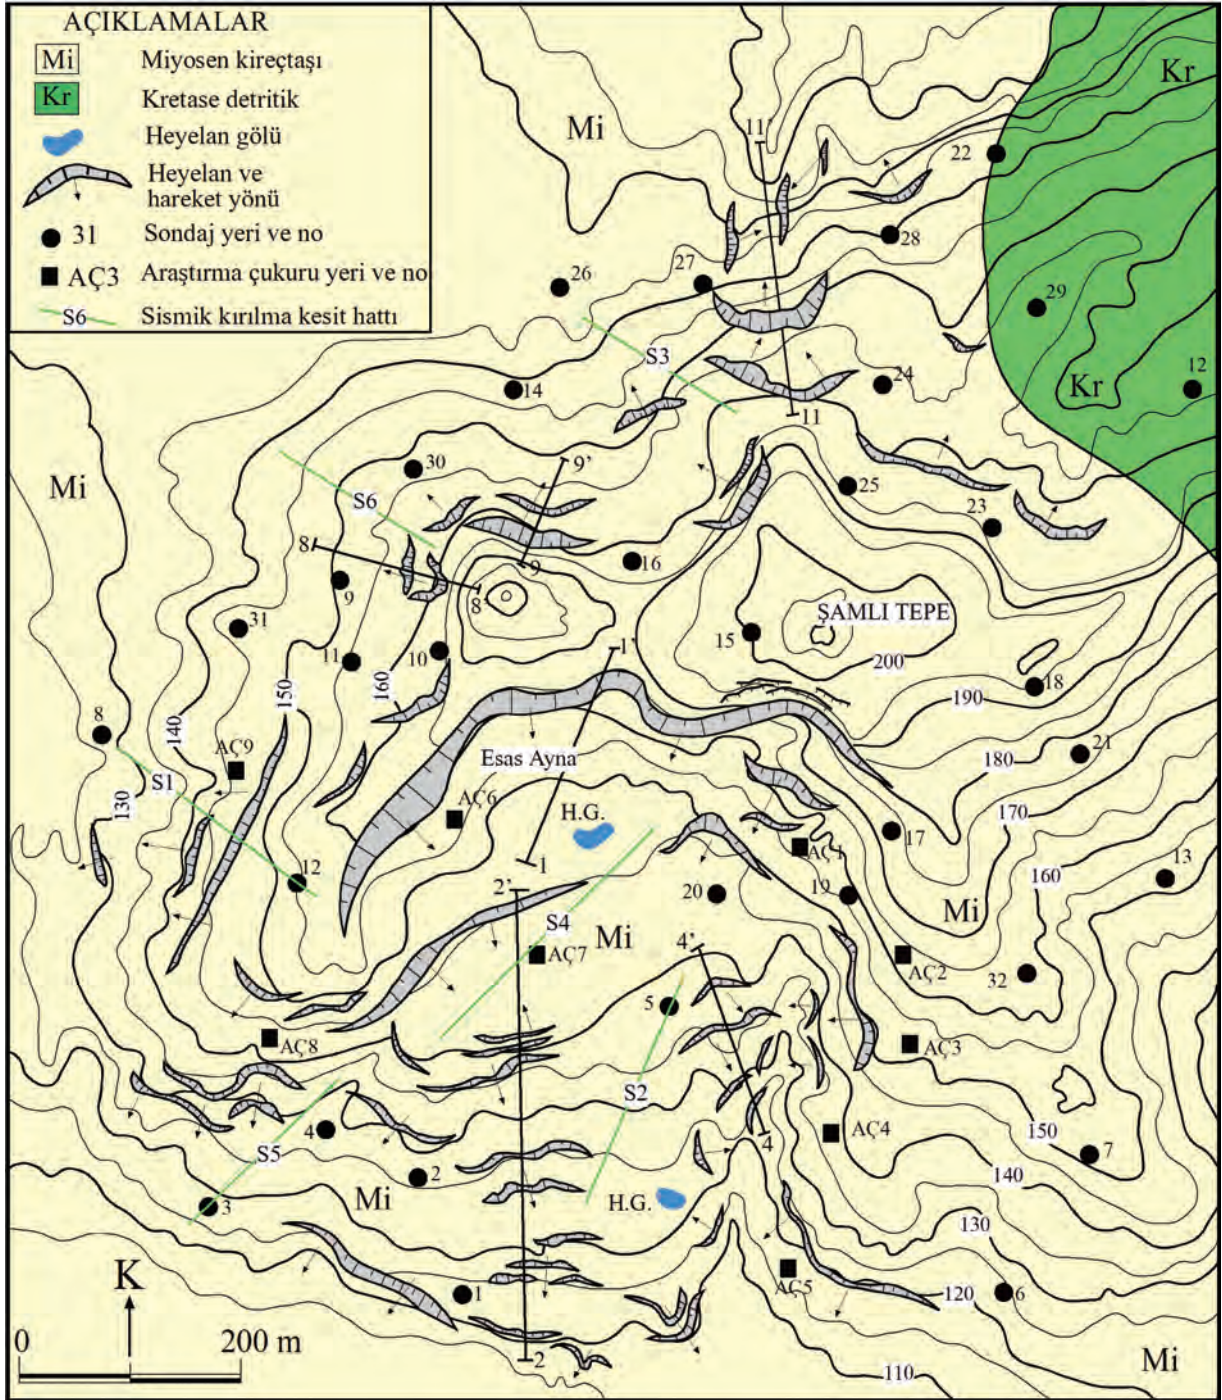 AÇIKLAMALAR
Mi Miyosen kireçtaşı
Kr Kretase detritik
Heyelan gölü
Heyelan ve
hareket yönü
31 Sondaj yeri ve no
AÇ3 Araştırma çukuru yeri ve no
S6 Sismik kırılma kesit hattı
Kr
Mi
11'
22
28
26
27
29
S3
12
Kr
24
14
11
30
9'
Mi
25
S6
23
8'
16
9
9
8
ŞAMLI TEPE
31
15
1'
11
10
200
160
18
150
190
8
140
21
AÇ9
Esas Ayna
180
S1
130
AÇ6
H.G.
170
17
AÇ1
1
13
160
12
2'
20
19
Mi
S4
Mi
4'
AÇ7
AÇ2
32
5
AÇ8
AÇ3
S2
4
150
AÇ4
4
7
S5
2
140
Mi
H.G.
3
130
K
AÇ5
1
120
6
0 200 m
2
110
Mi